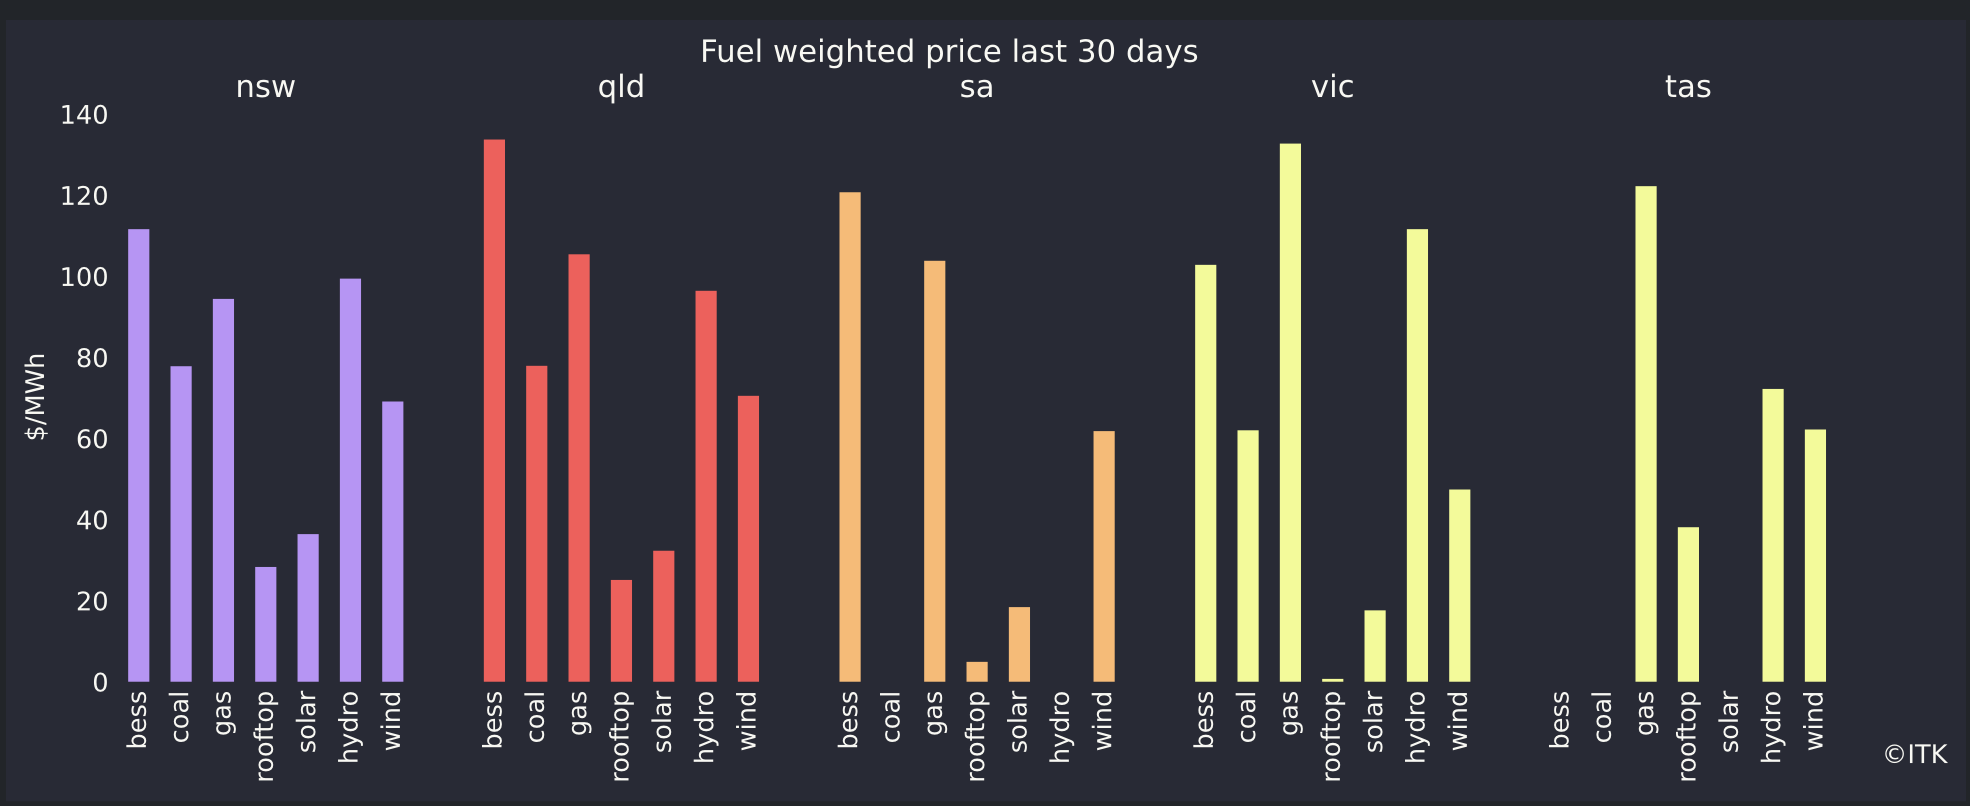 Fuel weighted price last 30 days
nsw qld sa vic tas
140
120
100
80
60
40
20
0
$/MWh
bess coal gas rooftop solar hydro wind bess coal gas rooftop solar hydro wind bess coal gas rooftop solar hydro wind bess coal gas rooftop solar hydro wind bess coal gas rooftop solar hydro wind
©ITK